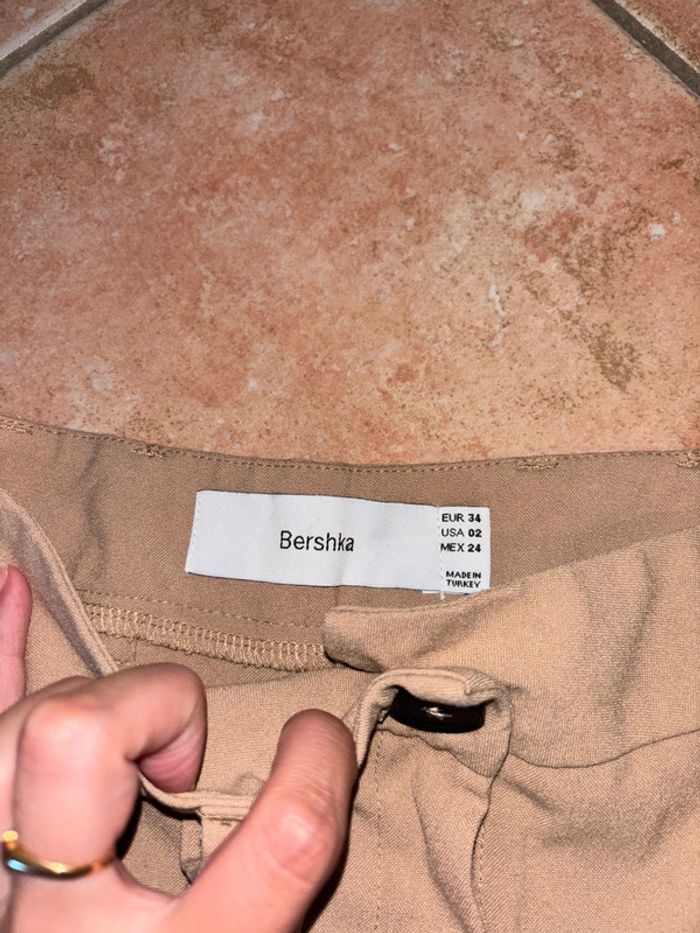 Bershka
EUR 34
USA 02
MEX 24
MADE IN
TURKEY